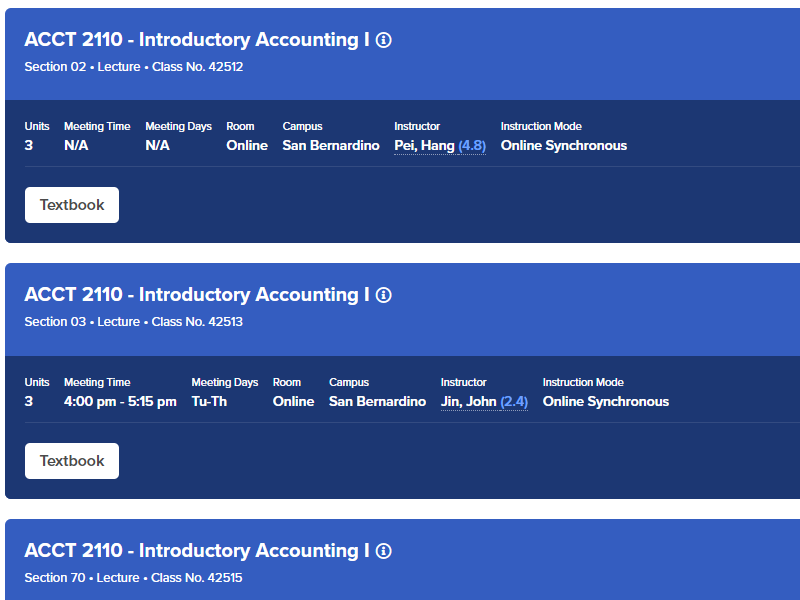 ACCT 2110 - Introductory Accounting I
Section 02 • Lecture • Class No. 42512
Units Meeting Time Meeting Days Room Campus Instructor Instruction Mode
3 N/A N/A Online San Bernardino Pei, Hang (4.8) Online Synchronous
Textbook
ACCT 2110 - Introductory Accounting I
Section 03 • Lecture • Class No. 42513
Units Meeting Time Meeting Days Room Campus Instructor Instruction Mode
3 4:00 pm - 5:15 pm Tu-Th Online San Bernardino Jin, John (2.4) Online Synchronous
Textbook
ACCT 2110 - Introductory Accounting I
Section 70 • Lecture • Class No. 42515